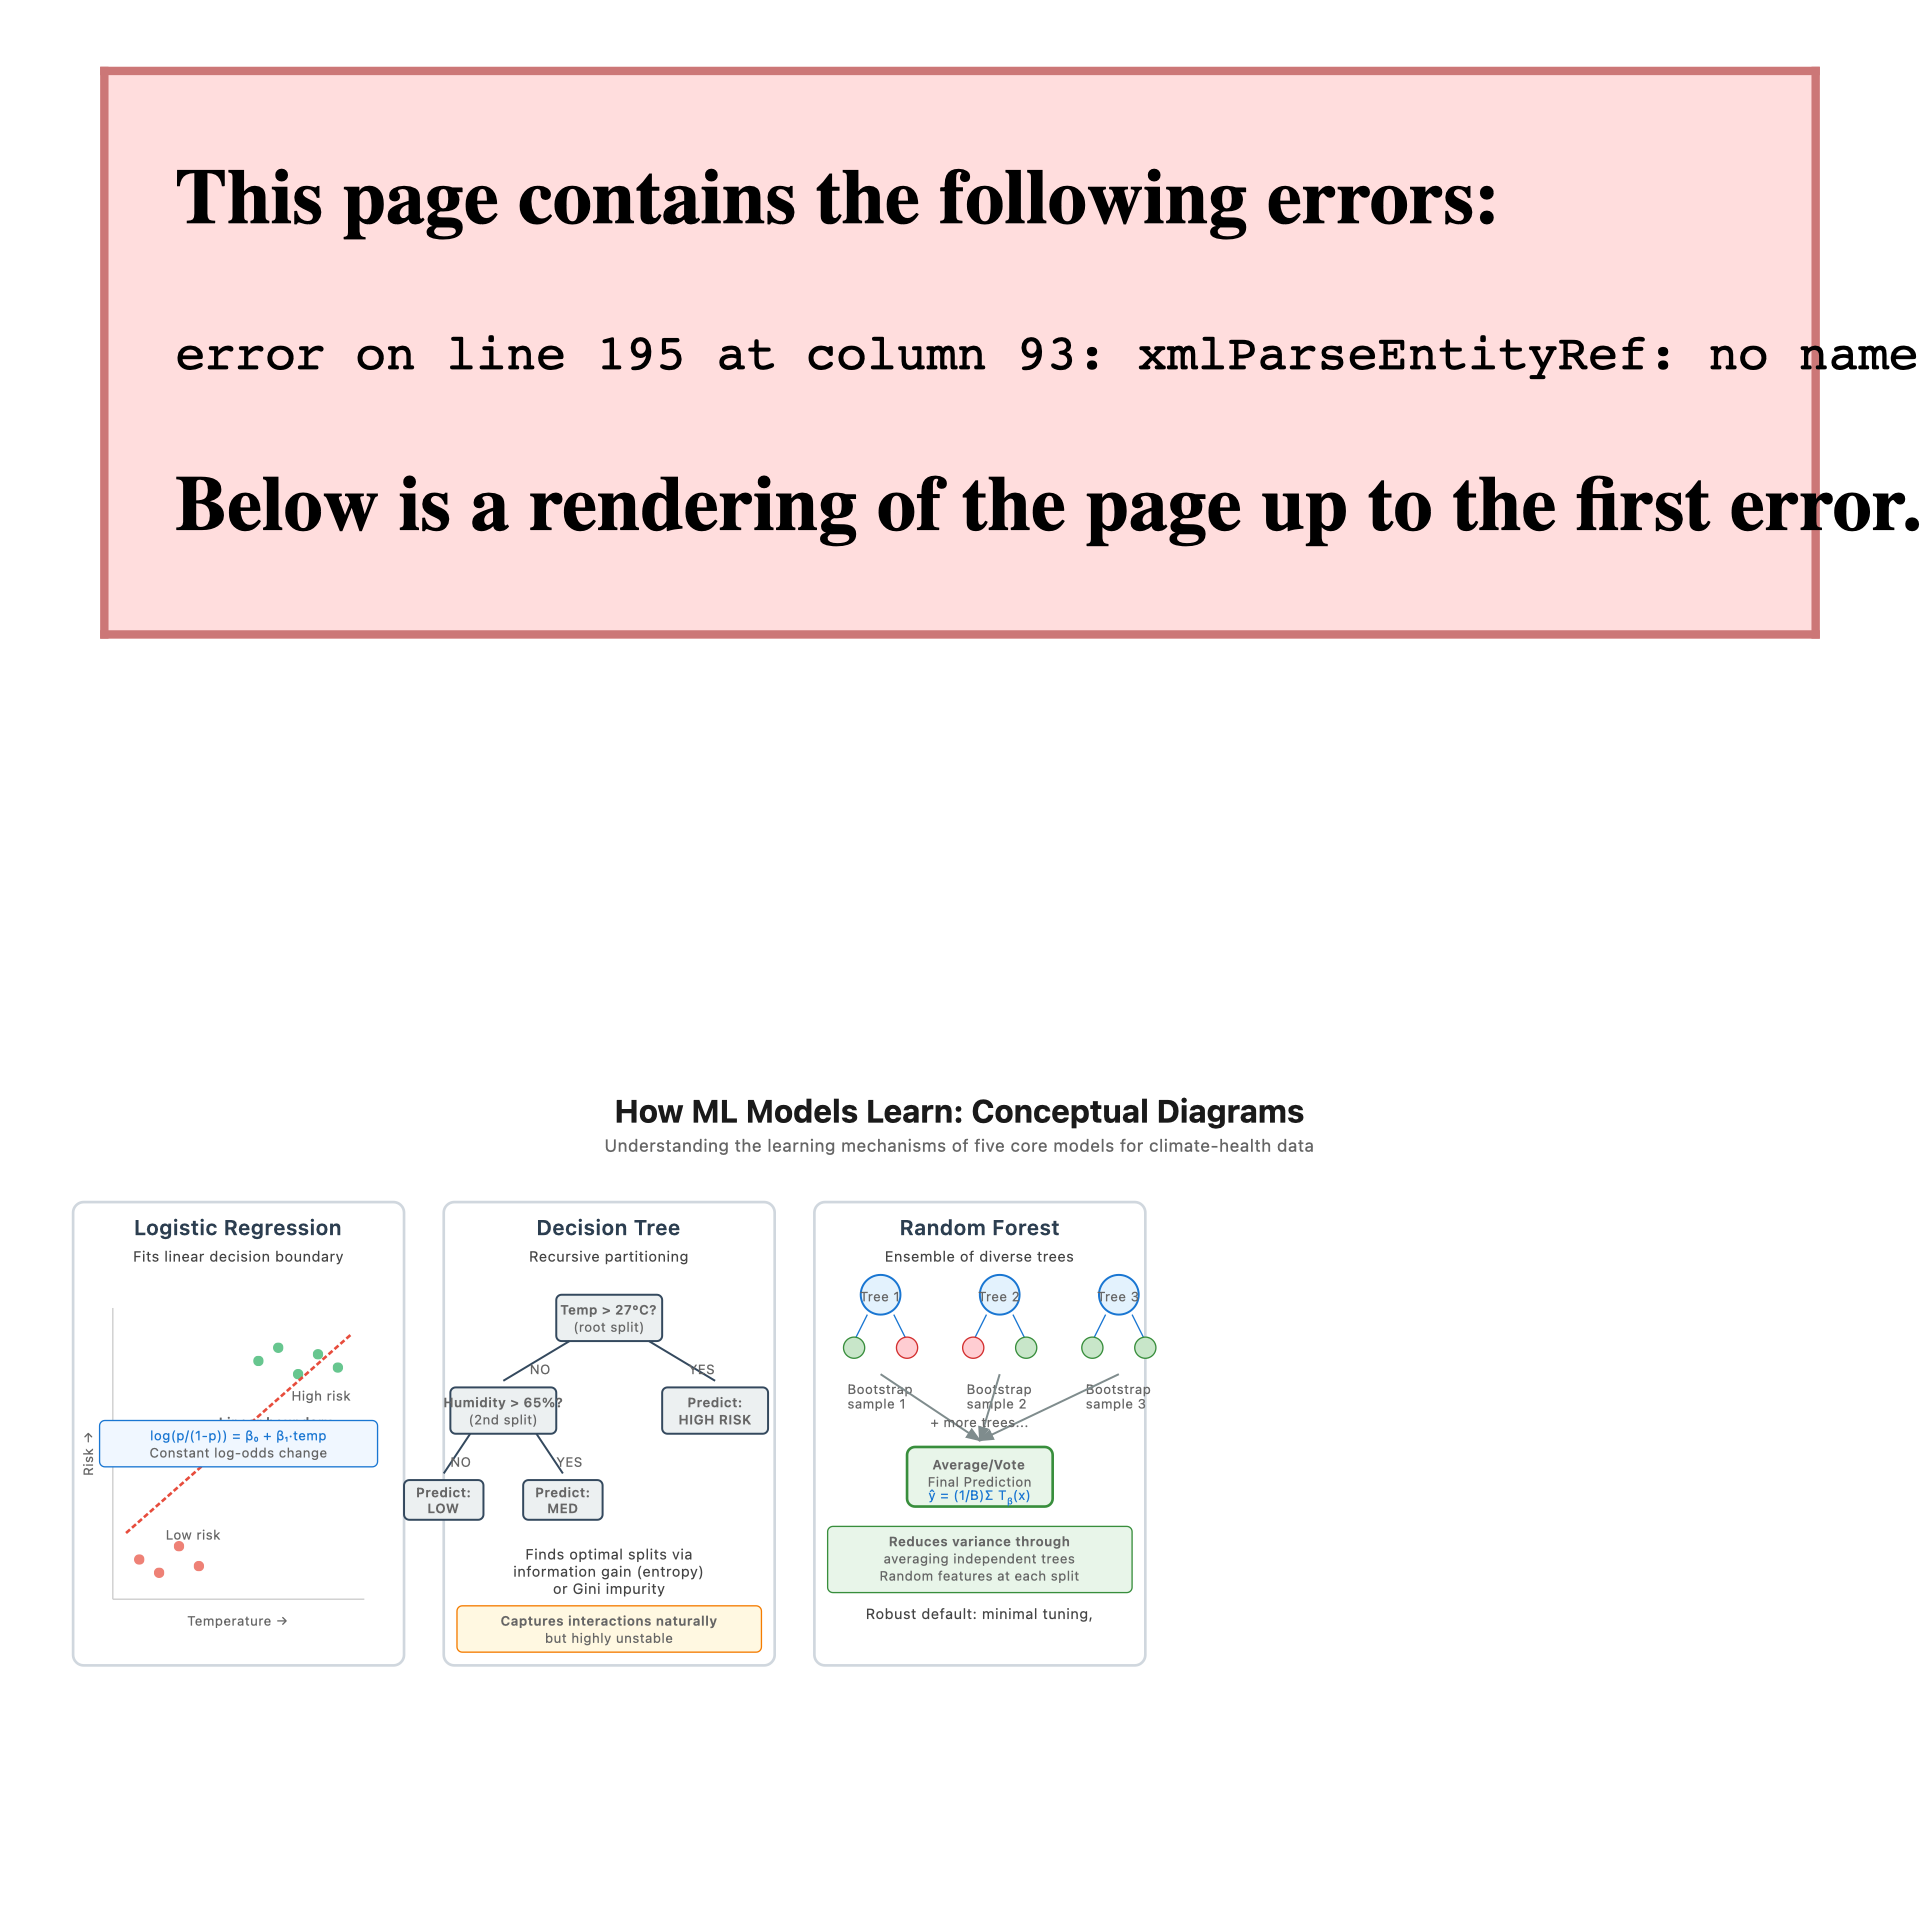 This page contains the following errors:
error on line 195 at column 93: xmlParseEntityRef: no name
Below is a rendering of the page up to the first error.
How ML Models Learn: Conceptual Diagrams
Understanding the learning mechanisms of five core models for climate-health data
Logistic Regression
Fits linear decision boundary
High risk
log(p/(1-p)) = β₀ + β₁·temp
Constant log-odds change
Risk →
Low risk
Temperature →
Decision Tree
Recursive partitioning
Temp > 27°C?
(root split)
NO
YES
Humidity > 65%?
(2nd split)
Predict:
HIGH RISK
NO
YES
Predict:
LOW
Predict:
MED
Finds optimal splits via
information gain (entropy)
or Gini impurity
Captures interactions naturally
but highly unstable
Random Forest
Ensemble of diverse trees
Tree 1
Tree 2
Tree 3
Bootstrap
sample 1
Bootstrap
sample 2
Bootstrap
sample 3
+ more trees...
Average/Vote
Final Prediction
ŷ = (1/B)Σ Tᵦ(x)
Reduces variance through
averaging independent trees
Random features at each split
Robust default: minimal tuning,